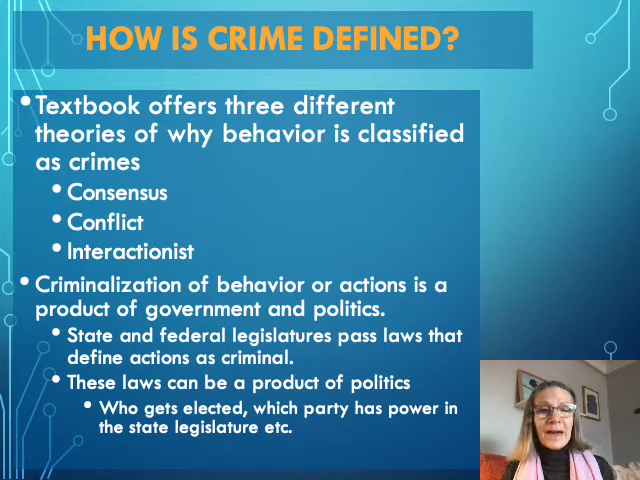 HOW IS CRIME DEFINED?
• Textbook offers three different
theories of why behavior is classified
as crimes
• Consensus
• Conflict
• Interactionist
• Criminalization of behavior or actions is a
product of government and politics.
• State and federal legislatures pass laws that
define actions as criminal.
• These laws can be a product of politics
• Who gets elected, which party has power in
the state legislature etc.